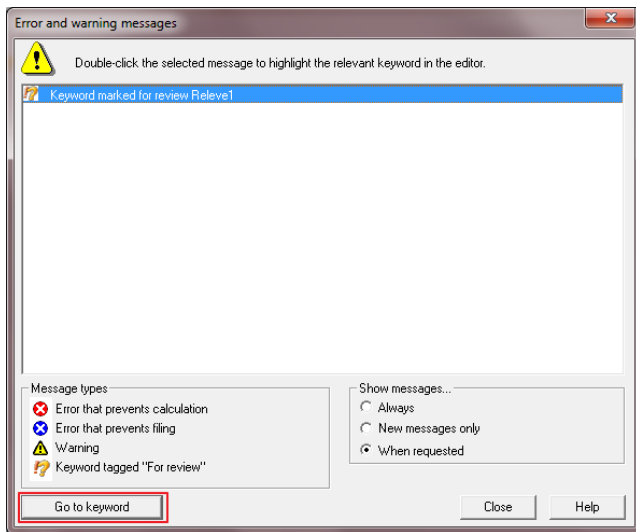 Error and warning messages
Double-click the selected message to highlight the relevant keyword in the editor.
Keyword marked for review Releve1
Message types
Error that prevents calculation
Error that prevents filing
Warning
Keyword tagged "For review"
Show messages...
Always
New messages only
When requested
Go to keyword
Close
Help